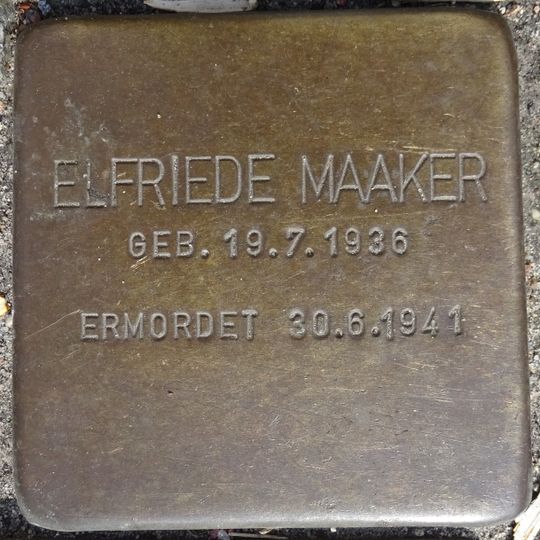 ELFRIEDE MAAKER
GEB. 19.7.1936
ERMORDET 30.6.1941